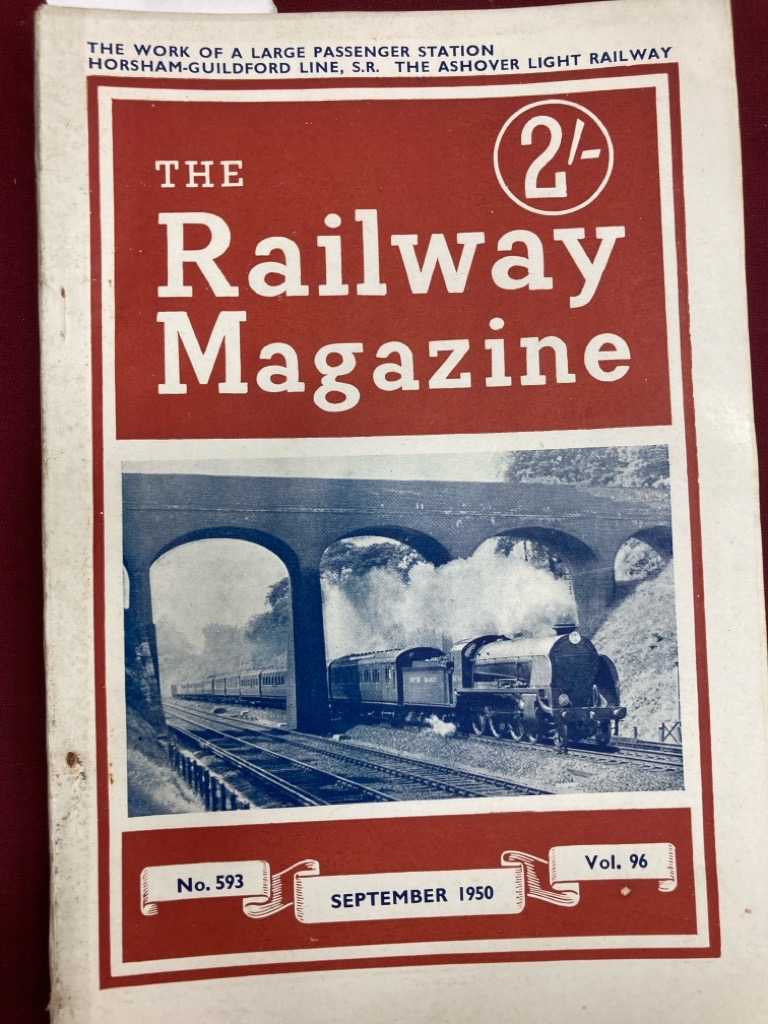 THE WORK OF A LARGE PASSENGER STATION
HORSHAM-GUILDFORD LINE, S.R. THE ASHOVER LIGHT RAILWAY
2/-
THE
Railway
Magazine
No. 593
SEPTEMBER 1950
Vol. 96